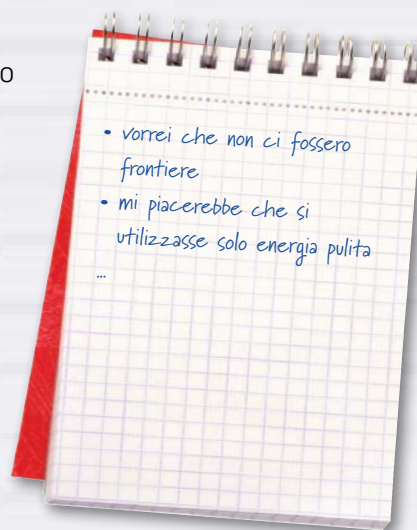 o
• vorrei che non ci fossero
frontiere
• mi piacerebbe che si
utilizzasse solo energia pulita
...